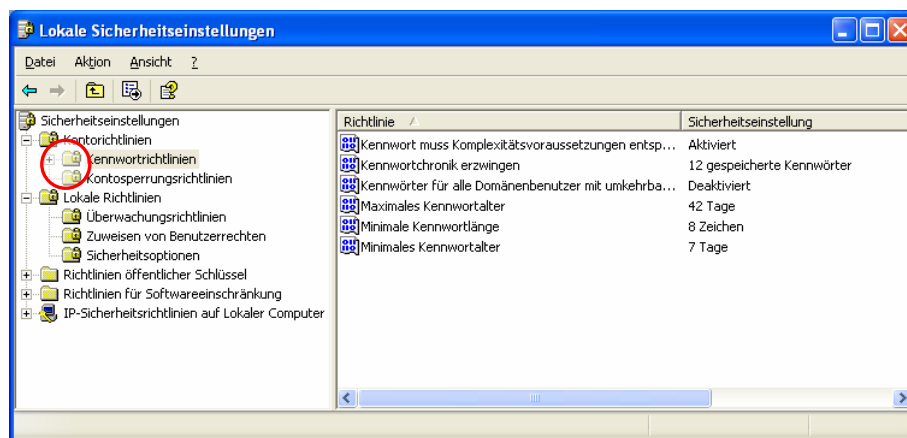 Lokale Sicherheitseinstellungen
Datei Aktion Ansicht ?
Sicherheitseinstellungen
Kontorichtlinien
Kennwortrichtlinien
Kontosperrungsrichtlinien
Lokale Richtlinien
Überwachungsrichtlinien
Zuweisen von Benutzerrechten
Sicherheitsoptionen
Richtlinien öffentlicher Schlüssel
Richtlinien für Softwareeinschränkung
IP-Sicherheitsrichtlinien auf Lokaler Computer
Richtlinie Sicherheitseinstellung
Kennwort muss Komplexitätsvoraussetzungen entsp... Aktiviert
Kennwortchronik erzwingen 12 gespeicherte Kennwörter
Kennwörter für alle Domänenbenutzer mit umkehrba... Deaktiviert
Maximales Kennwortalter 42 Tage
Minimale Kennwortlänge 8 Zeichen
Minimales Kennwortalter 7 Tage